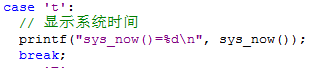 case 't':
// 显示系统时间
printf("sys_now()=%d\n", sys_now());
break;